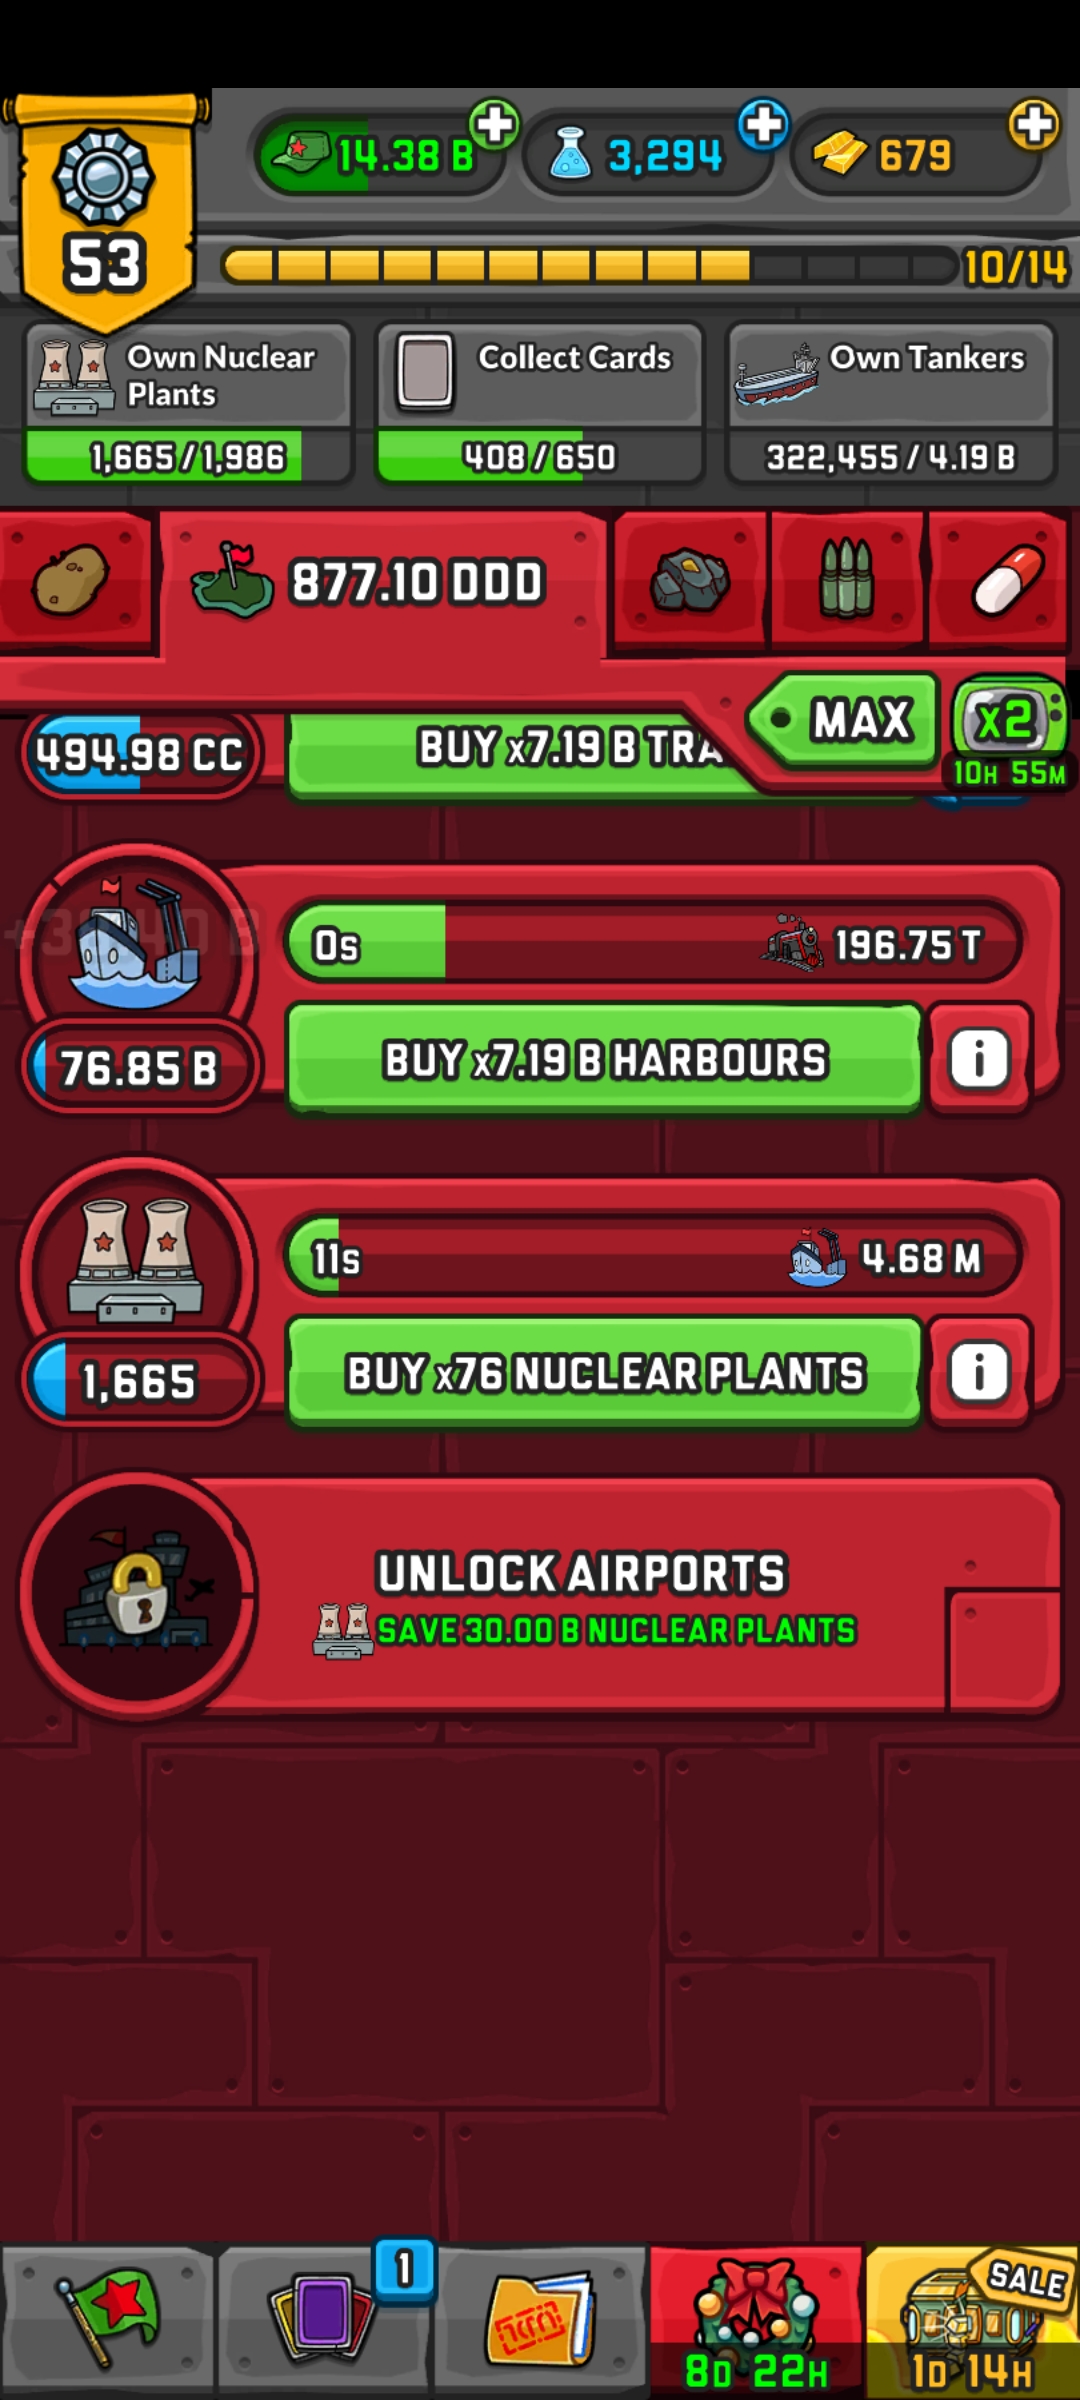 14.38 B
3,294
679
53
10/14
Own Nuclear
Plants
1,665/1,986
Collect Cards
408/650
Own Tankers
322,455/4.19 B
877.10 DDD
MAX
x2
10H 55M
494.98 CC
BUY x7.19 B TRA
0s
196.75 T
76.85 B
BUY x7.19 B HARBOURS
11s
4.68 M
1,665
BUY x76 NUCLEAR PLANTS
UNLOCK AIRPORTS
SAVE 30.00 B NUCLEAR PLANTS
1
SALE
8D 22H
1D 14H